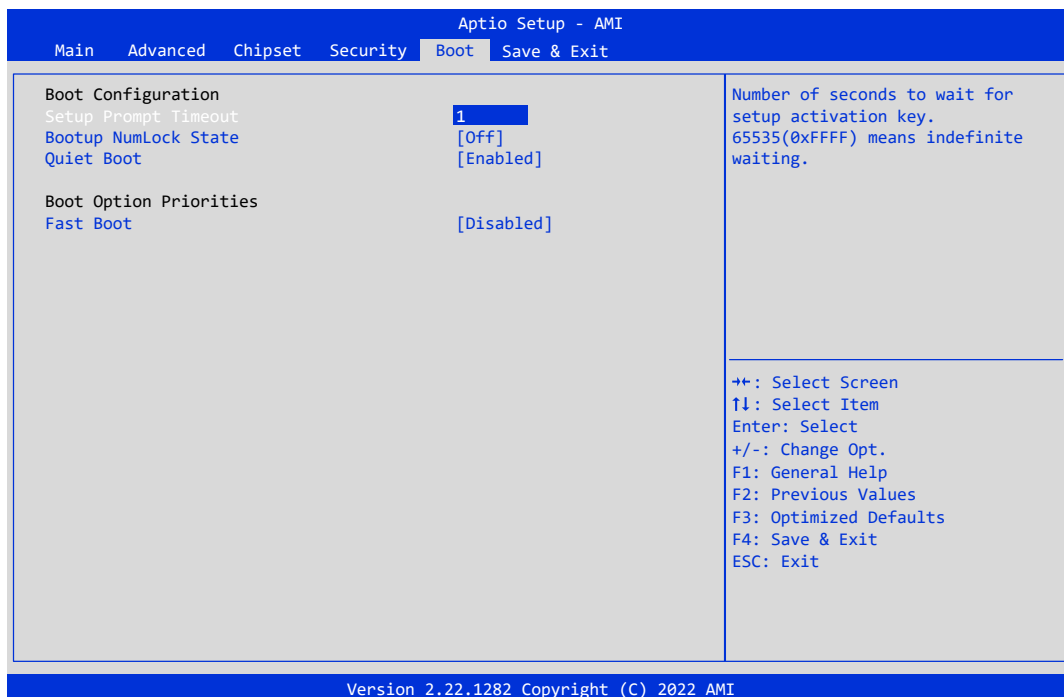 Aptio Setup - AMI
Main Advanced Chipset Security Boot Save & Exit
Boot Configuration
Setup Prompt Timeout 1
Bootup NumLock State [Off]
Quiet Boot [Enabled]
Boot Option Priorities
Fast Boot [Disabled]
Number of seconds to wait for
setup activation key.
65535(0xFFFF) means indefinite
waiting.
→←: Select Screen
↑↓: Select Item
Enter: Select
+/-: Change Opt.
F1: General Help
F2: Previous Values
F3: Optimized Defaults
F4: Save & Exit
ESC: Exit
Version 2.22.1282 Copyright (C) 2022 AMI